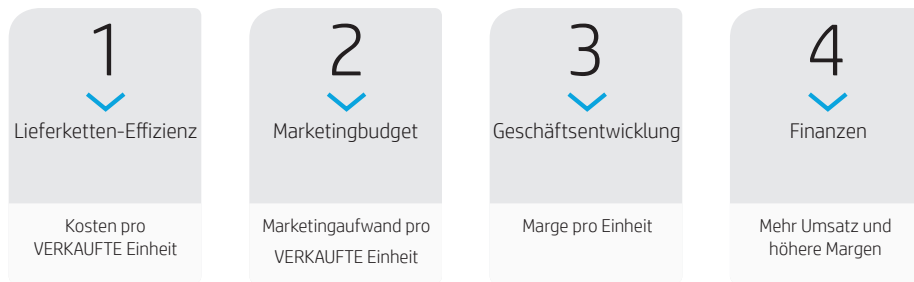 1
Lieferketten-Effizienz
Kosten pro
VERKAUFTE Einheit
2
Marketingbudget
Marketingaufwand pro
VERKAUFTE Einheit
3
Geschäftsentwicklung
Marge pro Einheit
4
Finanzen
Mehr Umsatz und
höhere Margen